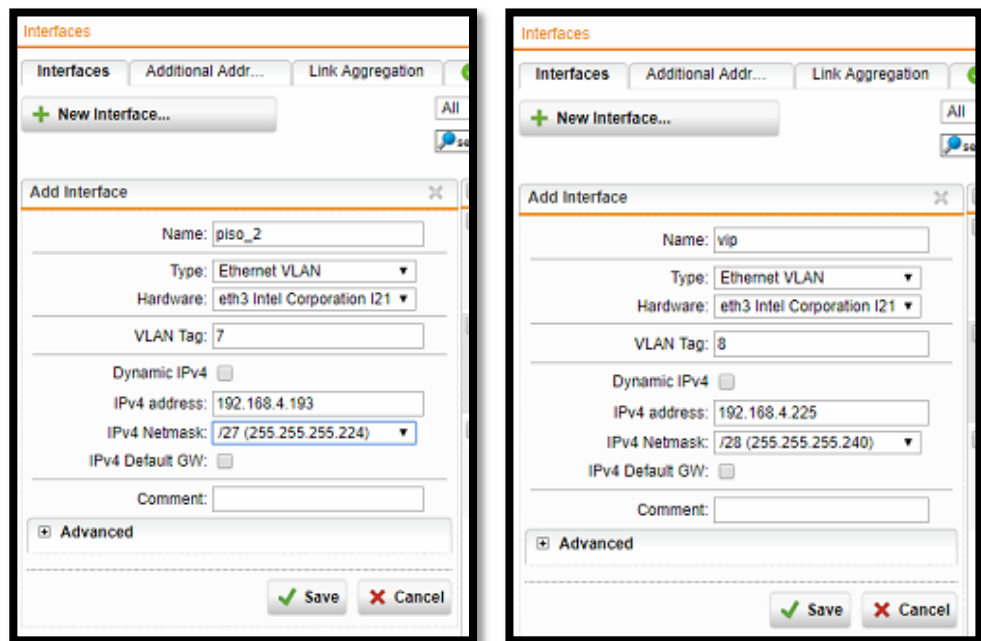 Interfaces
Interfaces Additional Addr... Link Aggregation
New Interface...
All
Add Interface
Name: piso_2
Type: Ethernet VLAN
Hardware: eth3 Intel Corporation I21
VLAN Tag: 7
Dynamic IPv4
IPv4 address: 192.168.4.193
IPv4 Netmask: /27 (255.255.255.224)
IPv4 Default GW:
Comment:
Advanced
Save Cancel
Interfaces
Interfaces Additional Addr... Link Aggregation
New Interface...
All
Add Interface
Name: vip
Type: Ethernet VLAN
Hardware: eth3 Intel Corporation I21
VLAN Tag: 8
Dynamic IPv4
IPv4 address: 192.168.4.225
IPv4 Netmask: /28 (255.255.255.240)
IPv4 Default GW:
Comment:
Advanced
Save Cancel